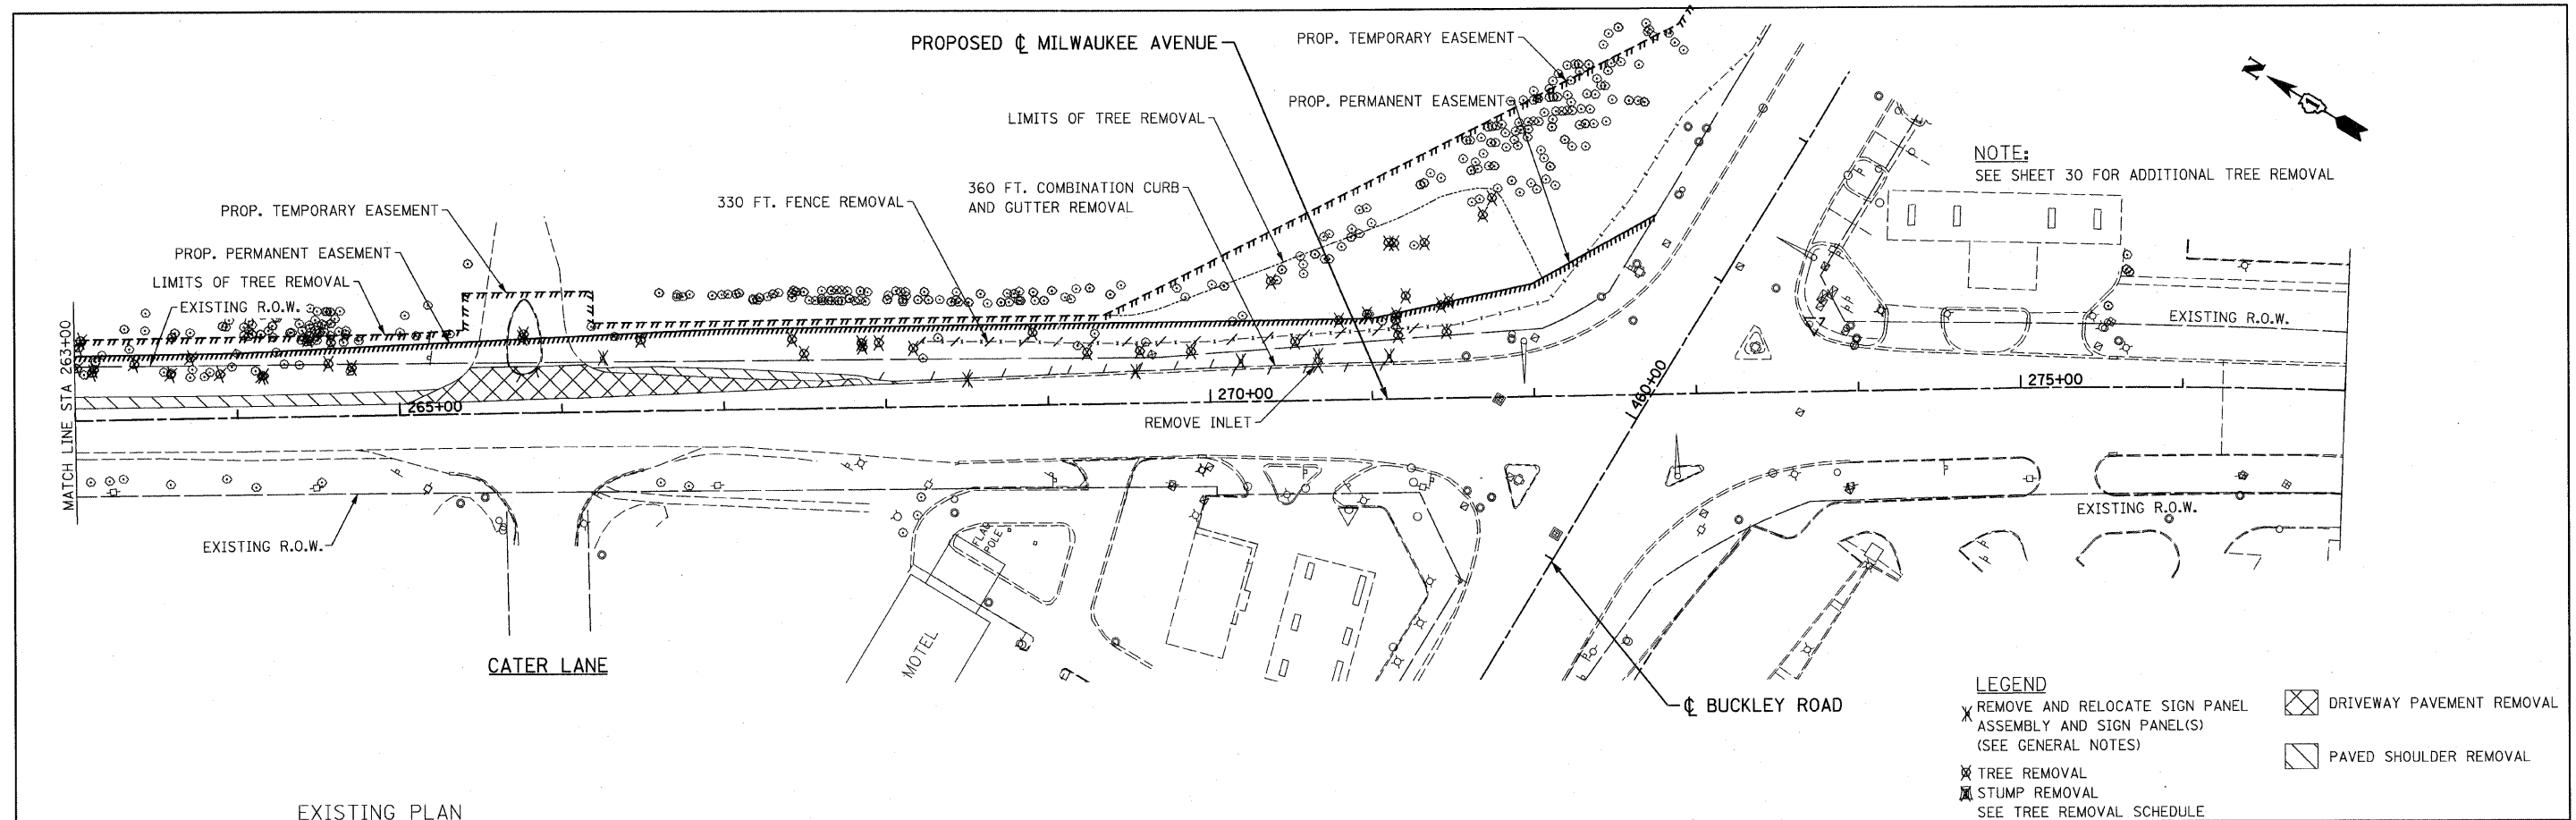 PROPOSED ℄ MILWAUKEE AVENUE
PROP. TEMPORARY EASEMENT
PROP. PERMANENT EASEMENT
LIMITS OF TREE REMOVAL
N
NOTE:
SEE SHEET 30 FOR ADDITIONAL TREE REMOVAL
360 FT. COMBINATION CURB
AND GUTTER REMOVAL
330 FT. FENCE REMOVAL
PROP. TEMPORARY EASEMENT
PROP. PERMANENT EASEMENT
LIMITS OF TREE REMOVAL
EXISTING R.O.W.
MATCH LINE STA 263+00
EXISTING R.O.W.
265+00
270+00
460+00
275+00
REMOVE INLET
EXISTING R.O.W.
EXISTING R.O.W.
FLAG
POLE
MOTEL
CATER LANE
℄ BUCKLEY ROAD
LEGEND
REMOVE AND RELOCATE SIGN PANEL
ASSEMBLY AND SIGN PANEL(S)
(SEE GENERAL NOTES)
TREE REMOVAL
STUMP REMOVAL
SEE TREE REMOVAL SCHEDULE
DRIVEWAY PAVEMENT REMOVAL
PAVED SHOULDER REMOVAL
EXISTING PLAN